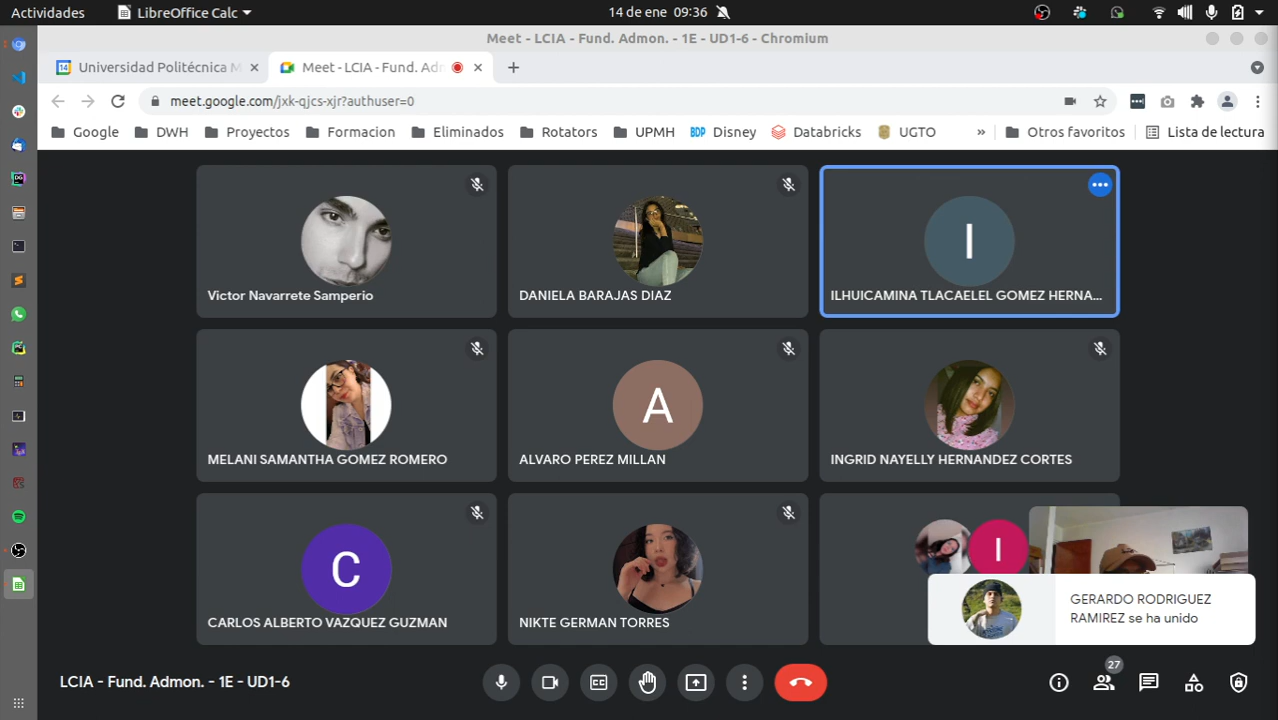 Actividades
LibreOffice Calc
14 de ene 09:36
Meet - LCIA - Fund. Admon. - 1E - UD1-6 - Chromium
14
Universidad Politécnica M
Meet - LCIA - Fund. Adm
meet.google.com/jxk-qjcs-xjr?authuser=0
Google
DWH
Proyectos
Formacion
Eliminados
Rotators
UPMH
BDP Disney
Databricks
UGTO
»
Otros favoritos
Lista de lectura
Victor Navarrete Samperio
DANIELA BARAJAS DIAZ
I
ILHUICAMINA TLACAELEL GOMEZ HERNA...
MELANI SAMANTHA GOMEZ ROMERO
A
ALVARO PEREZ MILLAN
INGRID NAYELLY HERNANDEZ CORTES
C
CARLOS ALBERTO VAZQUEZ GUZMAN
NIKTE GERMAN TORRES
I
GERARDO RODRIGUEZ
RAMIREZ se ha unido
LCIA - Fund. Admon. - 1E - UD1-6
CC
27